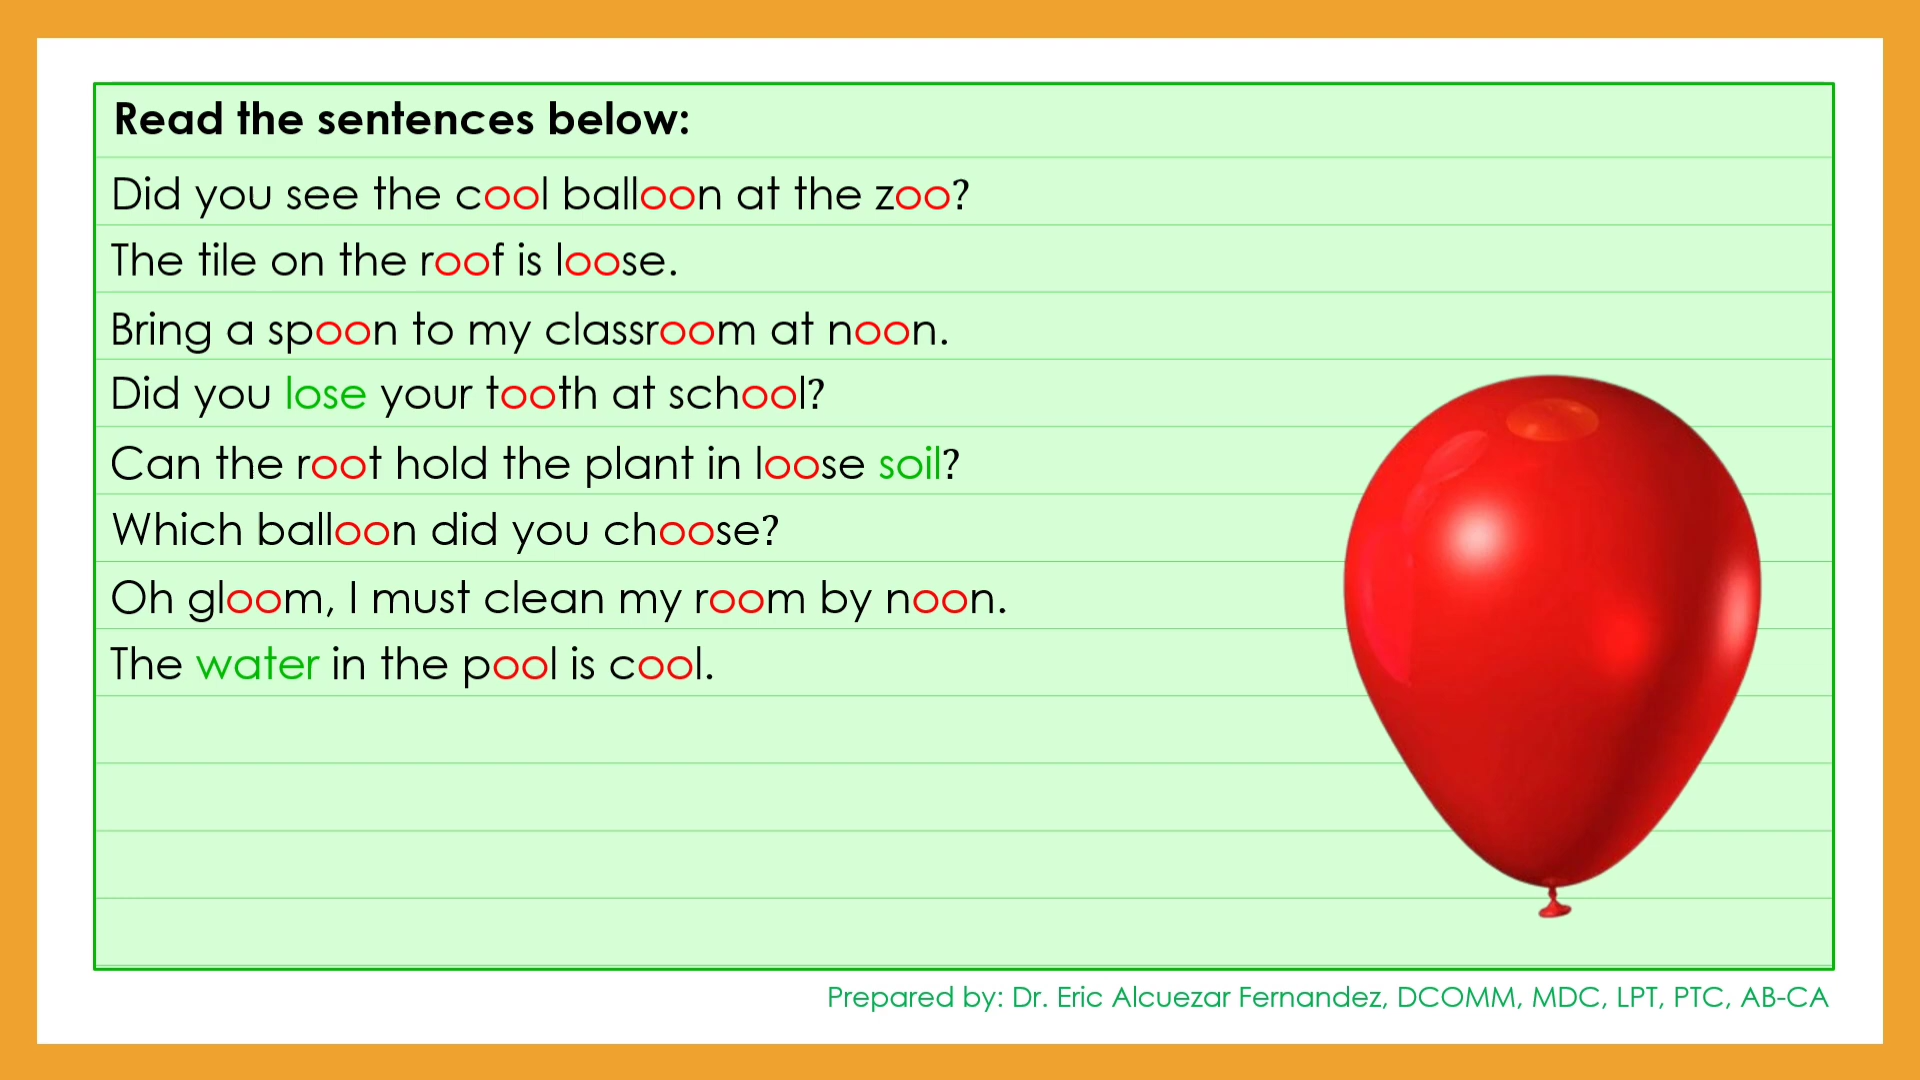 Read the sentences below:
Did you see the cool balloon at the zoo?
The tile on the roof is loose.
Bring a spoon to my classroom at noon.
Did you lose your tooth at school?
Can the root hold the plant in loose soil?
Which balloon did you choose?
Oh gloom, I must clean my room by noon.
The water in the pool is cool.
Prepared by: Dr. Eric Alcuezar Fernandez, DCOMM, MDC, LPT, PTC, AB-CA